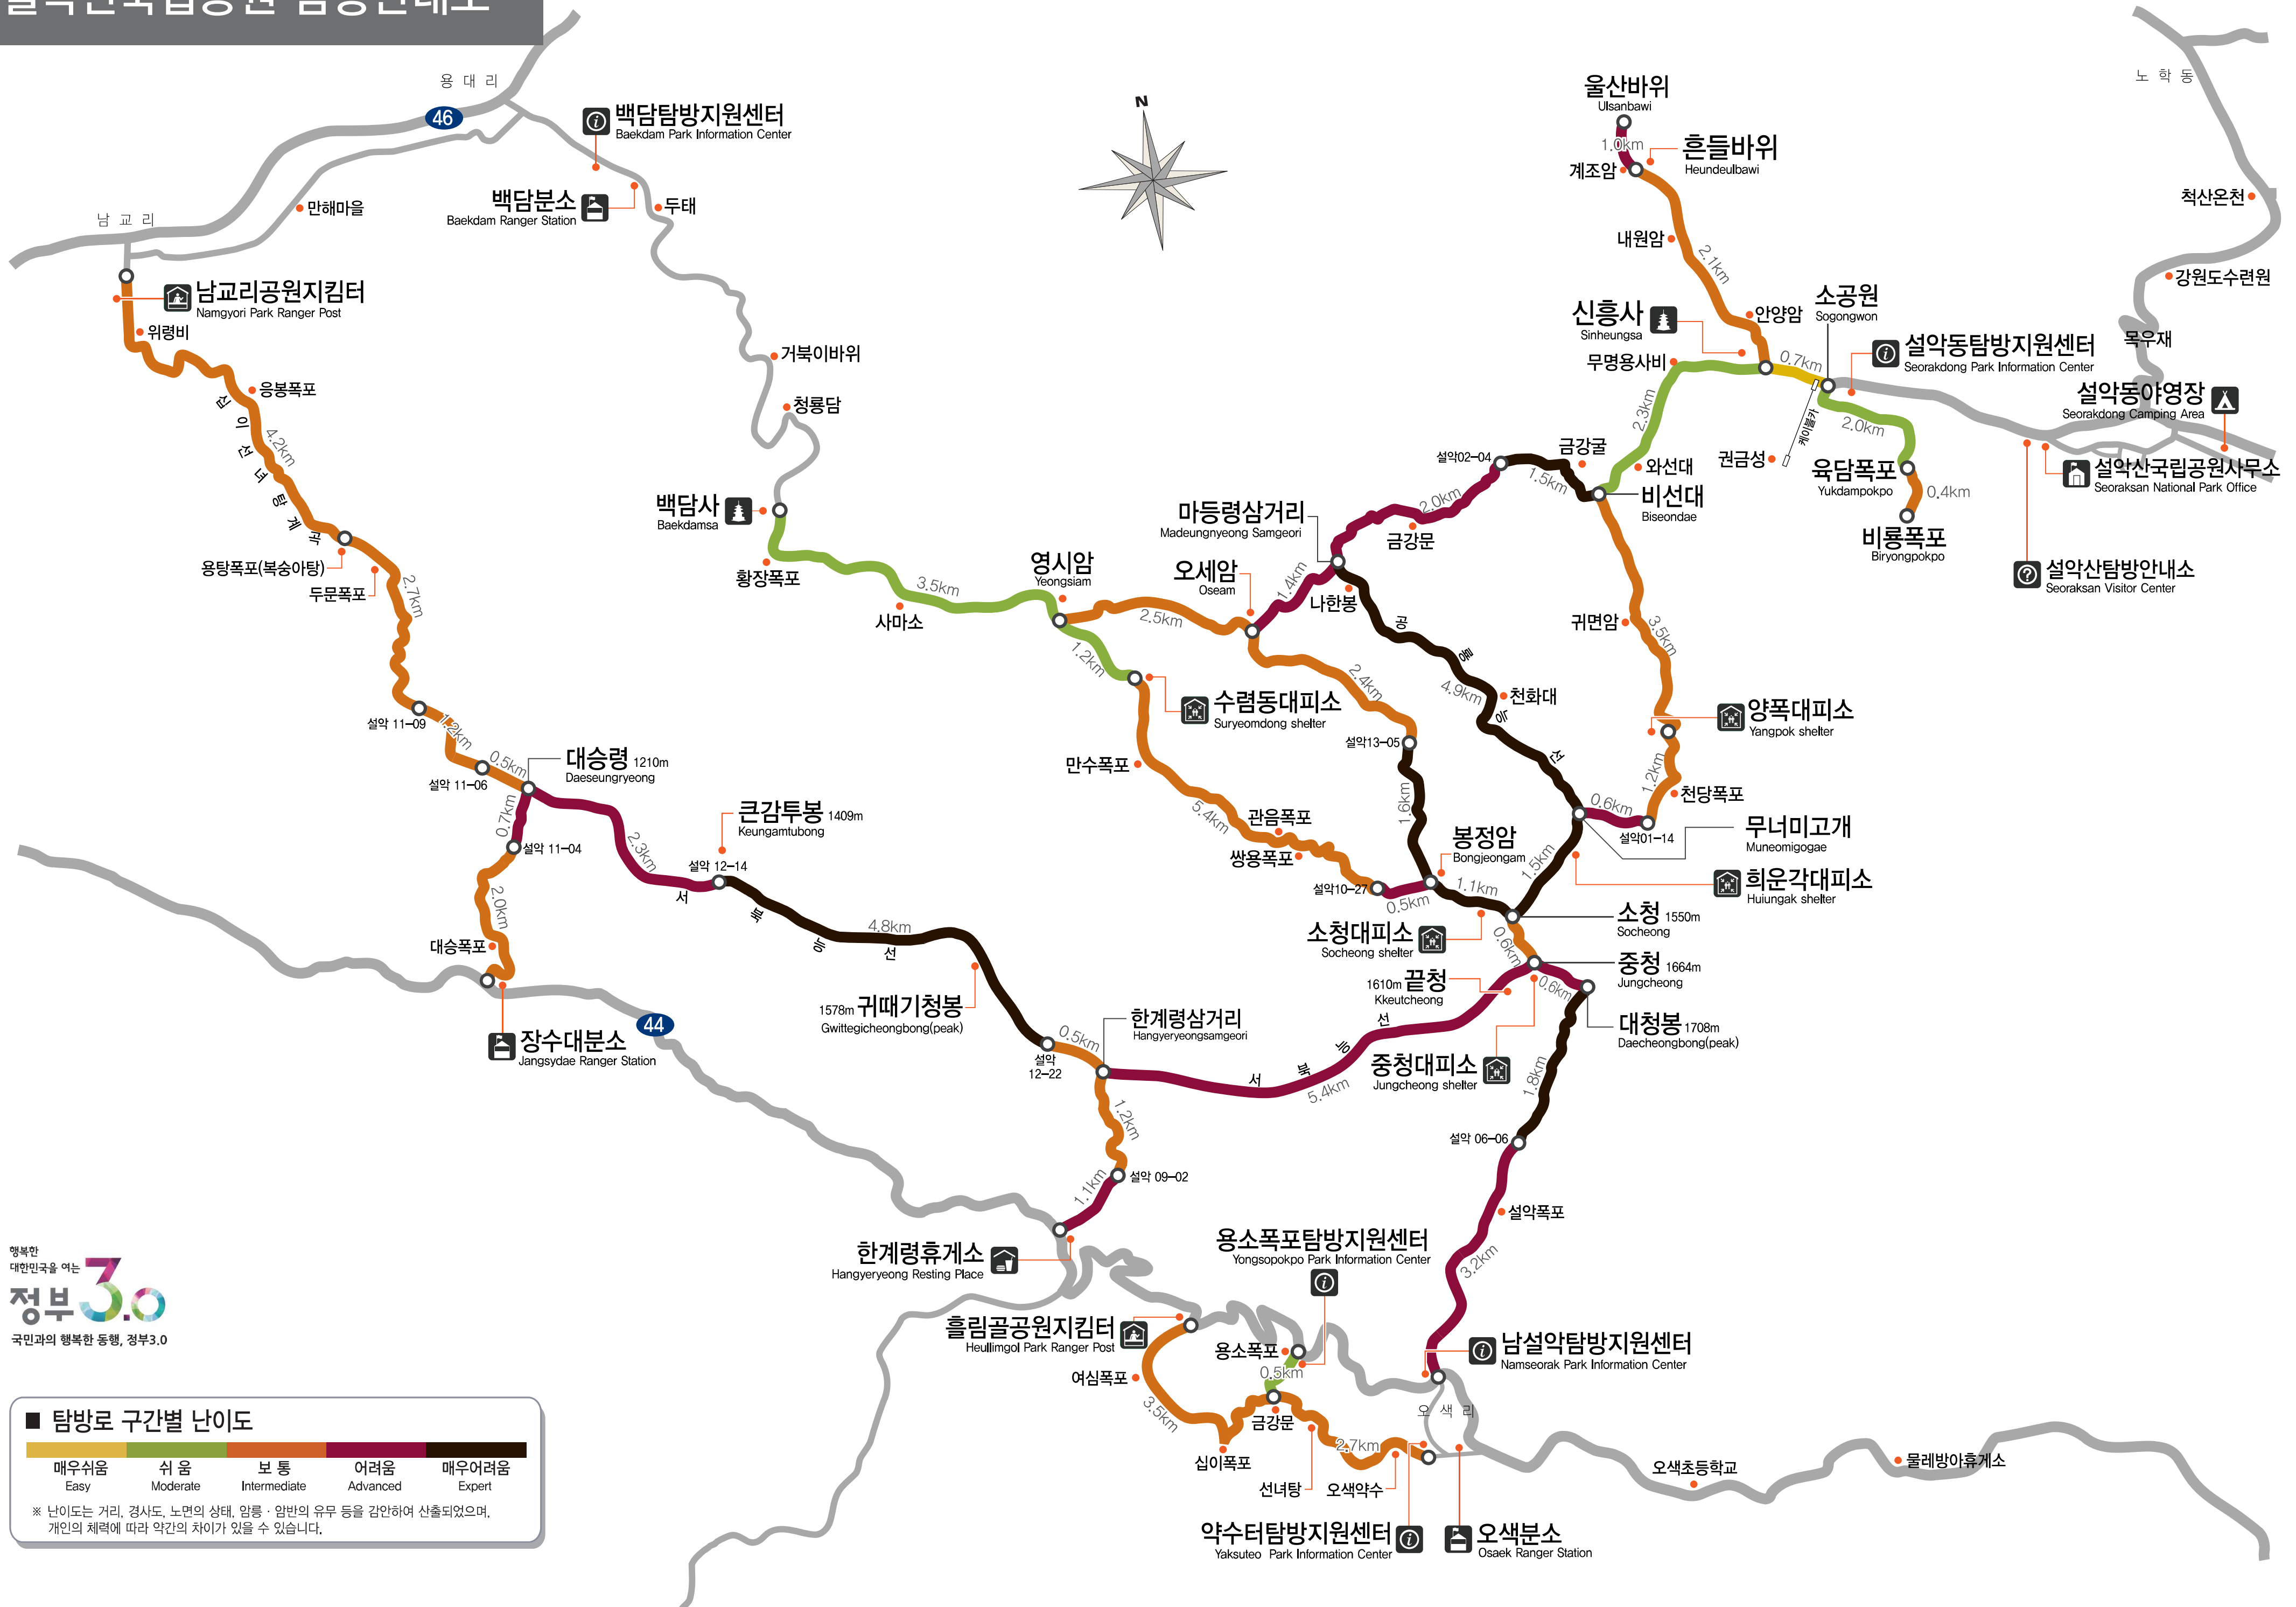 설악산국립공원 탐방안내도
용 대 리
46
백담탐방지원센터
Baekdam Park Information Center
백담분소
Baekdam Ranger Station
두태
만해마을
남 교 리
남교리공원지킴터
Namgyori Park Ranger Post
위령비
응봉폭포
십 이 선 녀 탕 계 곡
4.2km
용탕폭포(복숭아탕)
두문폭포
2.7km
설악 11-09
1.2km
설악 11-06
0.5km
대승령 1210m
Daeseungryeong
0.7km
설악 11-04
2.0km
대승폭포
장수대분소
Jangsydae Ranger Station
44
2.3km
큰감투봉 1409m
Keungamtubong
설악 12-14
서 북 능 선
4.8km
1578m 귀때기청봉
Gwittegicheongbong(peak)
설악
12-22
0.5km
한계령삼거리
Hangyeryeongsameori
1.2km
설악 09-02
1.1km
한계령휴게소
Hangyeryeong Resting Place
서 북 능 선
5.4km
거북이바위
청룡담
백담사
Baekdamsa
황장폭포
사마소
3.5km
영시암
Yeongsiam
2.5km
오세암
Oseam
1.2km
수렴동대피소
Suryeomdong shelter
만수폭포
5.4km
관음폭포
쌍용폭포
설악10-27
0.5km
봉정암
Bongjeongam
2.4km
설악13-05
1.6km
1.1km
소청대피소
Socheong shelter
N
울산바위
Ulsanbawi
1.0km
흔들바위
Heundeulbawi
계조암
내원암
2.1km
안양암
신흥사
Sinheungsa
무명용사비
소공원
Sogongwon
0.7km
설악동탐방지원센터
Seorakdong Park Information Center
노 학 동
척산온천
강원도수련원
목우재
설악동야영장
Seorakdong Camping Area
설악산국립공원사무소
Seoraksan National Park Office
설악산탐방안내소
Seoraksan Visitor Center
케이블카
권금성
2.0km
육담폭포
Yukdampokpo
0.4km
비룡폭포
Biryongpokpo
2.3km
와선대
비선대
Biseondae
금강굴
설악02-04
1.5km
2.0km
금강문
마등령삼거리
Madeungnyeong Samgeori
1.4km
나한봉
공 룡 능 선
4.9km
천화대
귀면암
3.5km
양폭대피소
Yangpok shelter
1.2km
천당폭포
0.6km
설악01-14
무너미고개
Muneomigogae
1.5km
희운각대피소
Huiungak shelter
소청 1550m
Socheong
0.6km
중청 1664m
Jungcheong
1610m 끝청
Kkeutcheong
0.6km
대청봉 1708m
Daecheongbong(peak)
중청대피소
Jungcheong shelter
1.8km
설악 06-06
설악폭포
3.2km
남설악탐방지원센터
Namseorak Park Information Center
용소폭포탐방지원센터
Yongsopokpo Park Information Center
흘림골공원지킴터
Heullimgol Park Ranger Post
용소폭포
0.5km
여심폭포
3.5km
십이폭포
금강문
선녀탕
2.7km
오색약수
오 색 리
약수터탐방지원센터
Yaksuteo Park Information Center
오색분소
Osaek Ranger Station
오색초등학교
물레방아휴게소
행복한
대한민국을 여는
정부3.0
국민과의 행복한 동행, 정부3.0
■ 탐방로 구간별 난이도
매우쉬움 쉬 움 보 통 어려움 매우어려움
Easy Moderate Intermediate Advanced Expert
※ 난이도는 거리, 경사도, 노면의 상태, 암릉 · 암반의 유무 등을 감안하여 산출되었으며,
개인의 체력에 따라 약간의 차이가 있을 수 있습니다.